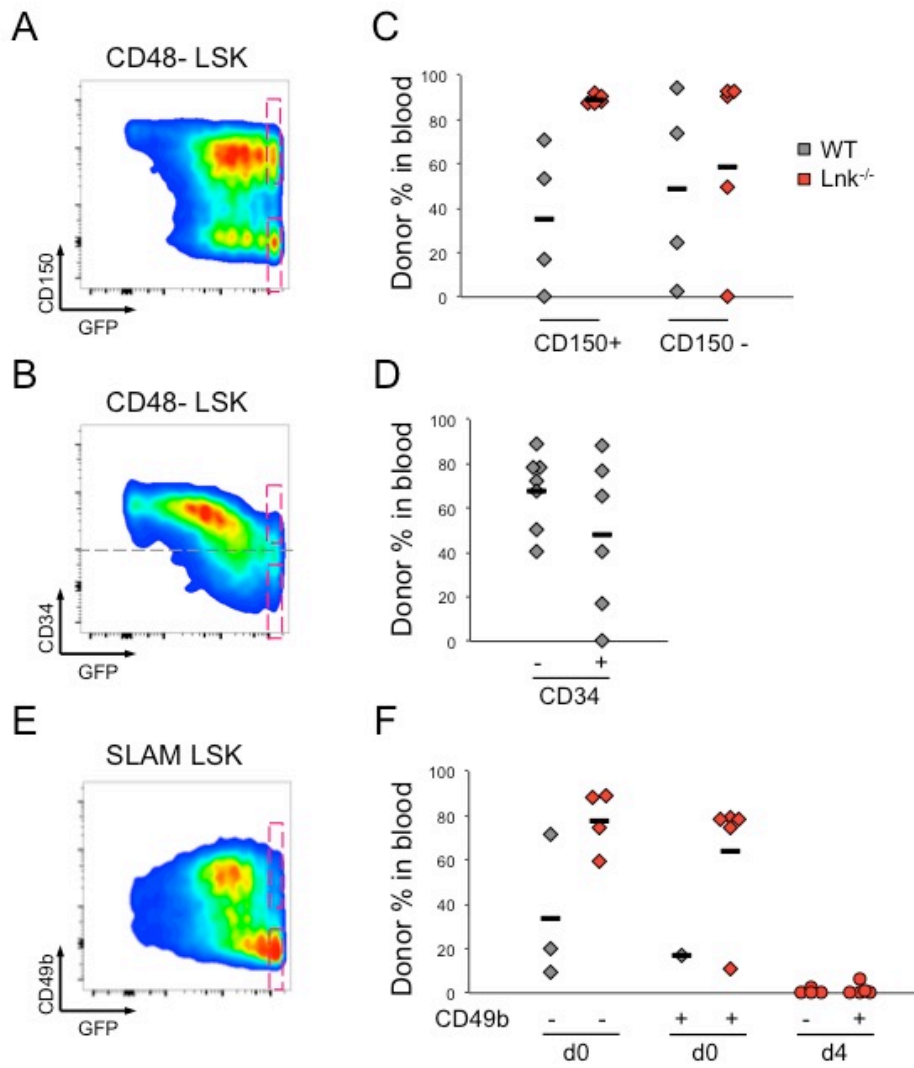 A
CD48- LSK
CD150
GFP
B
CD48- LSK
CD34
GFP
E
SLAM LSK
CD49b
GFP
C
Donor % in blood
100
80
60
40
20
0
CD150+ CD150 -
WT
Lnk-/-
D
Donor % in blood
100
80
60
40
20
0
- +
CD34
F
Donor % in blood
100
80
60
40
20
0
CD49b - - + + - +
d0 d0 d4